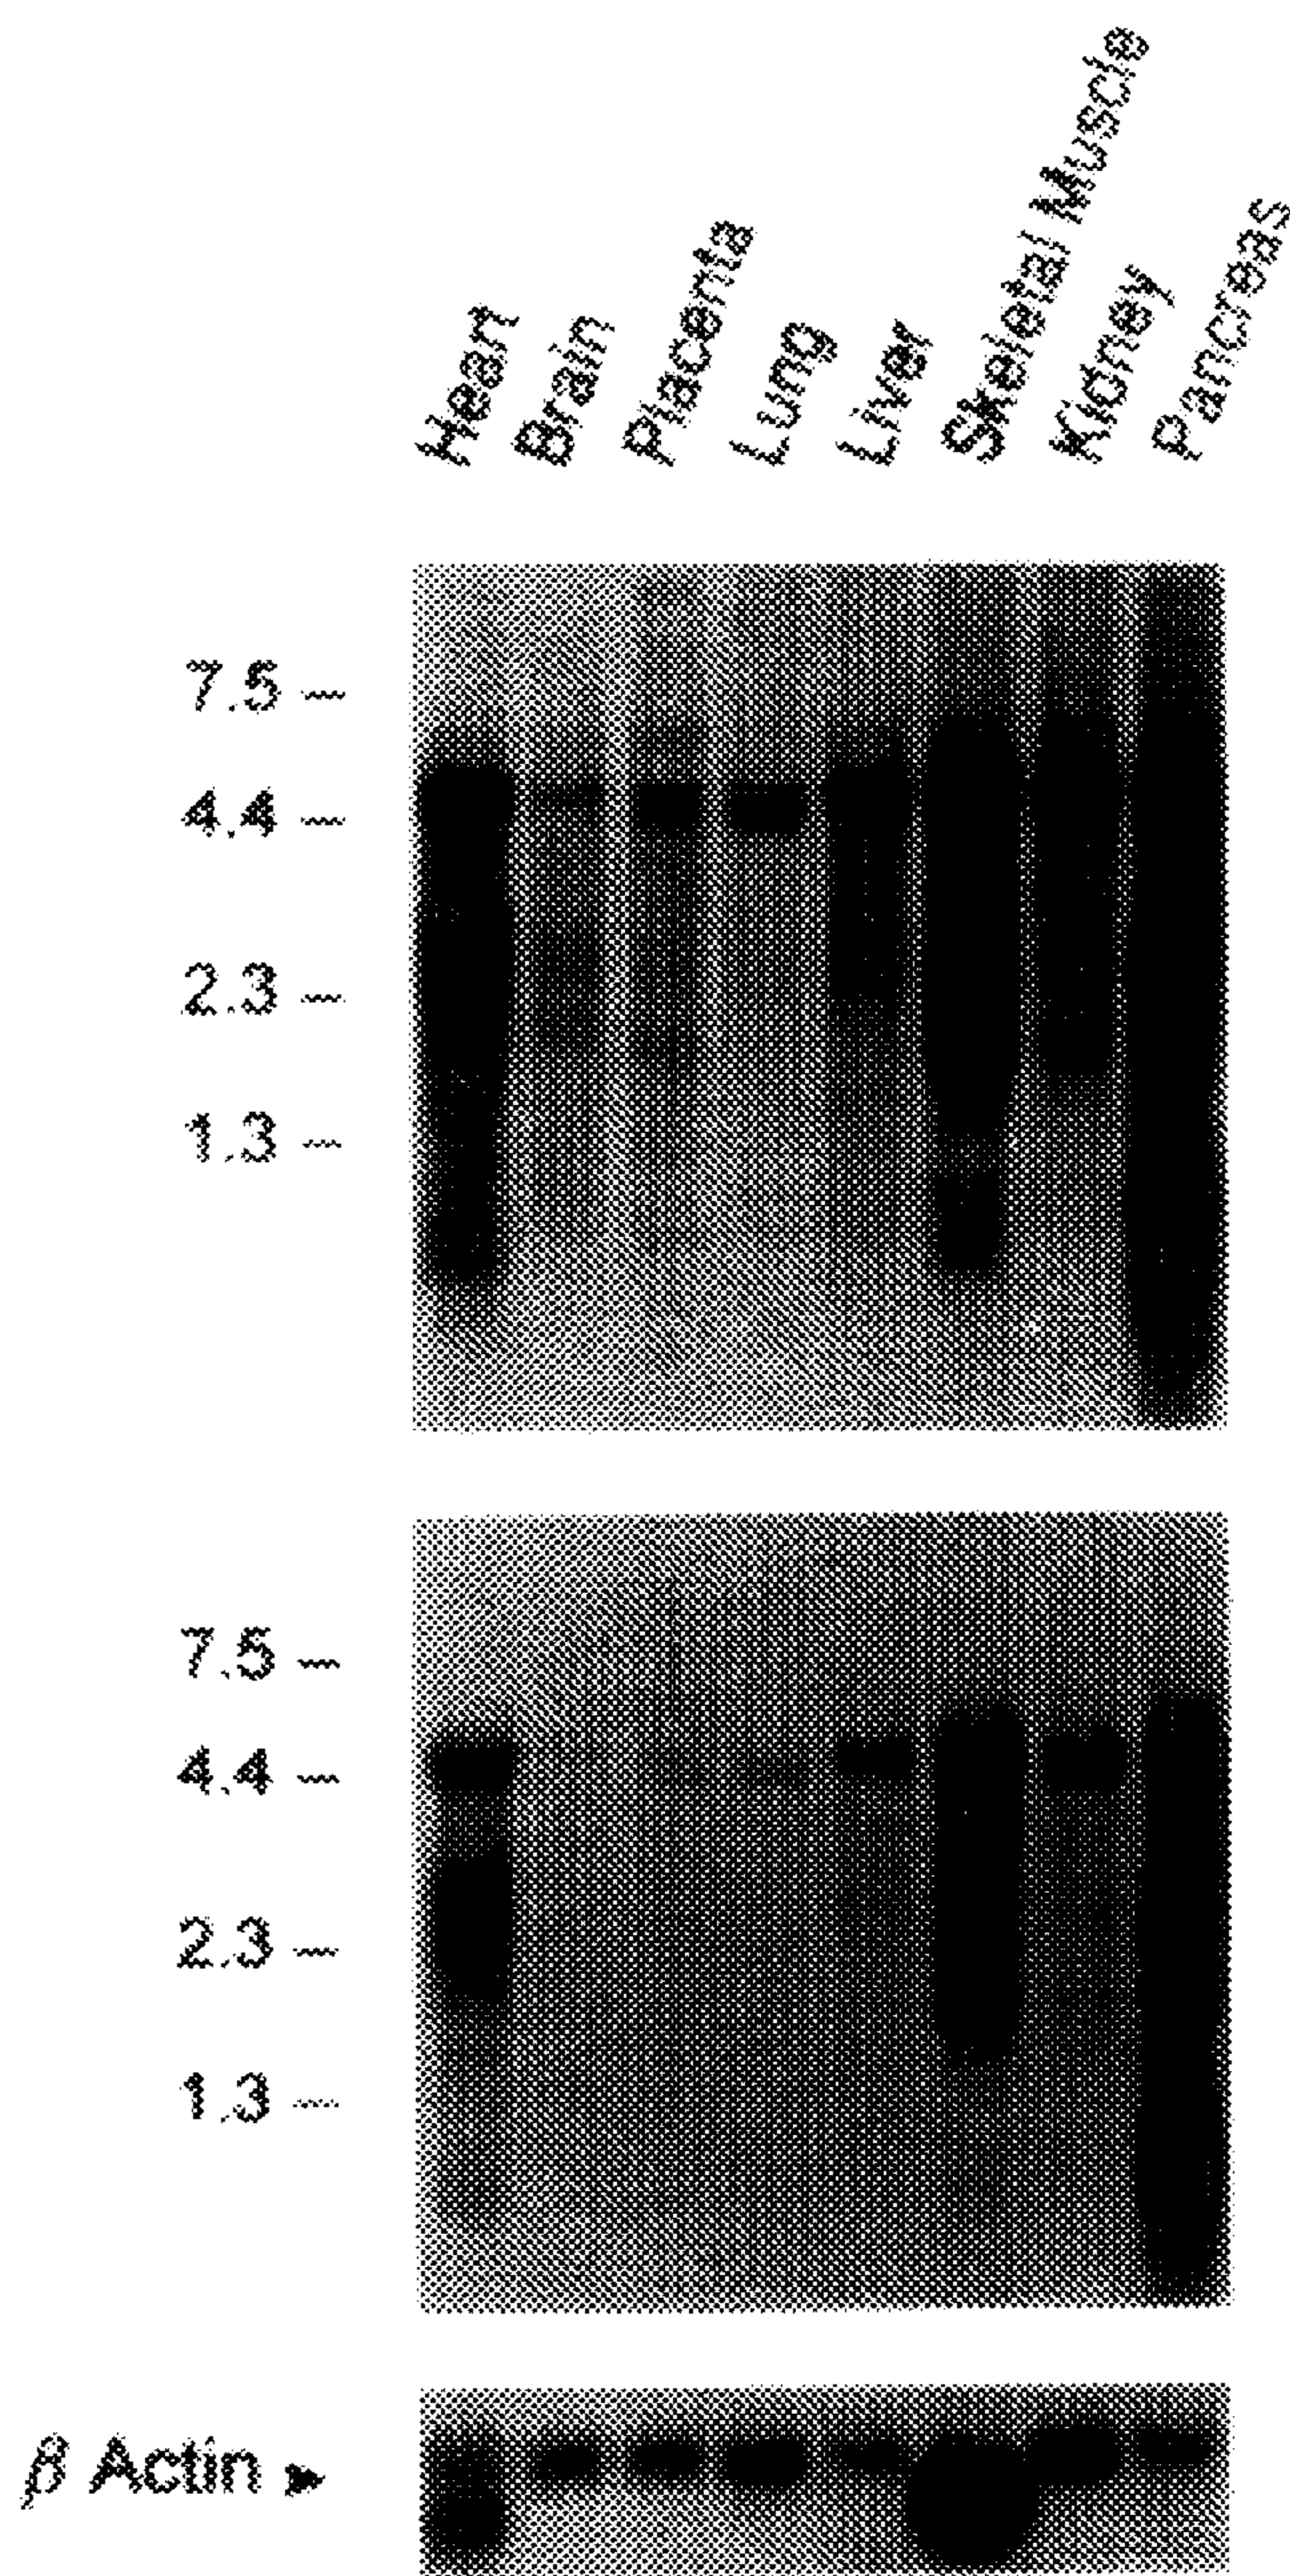 Heart
Brain
Placenta
Lung
Liver
Skeletal Muscle
Kidney
Pancreas
7.5 –
4.4 –
2.3 –
1.3 –
7.5 –
4.4 –
2.3 –
1.3 –
β Actin ►